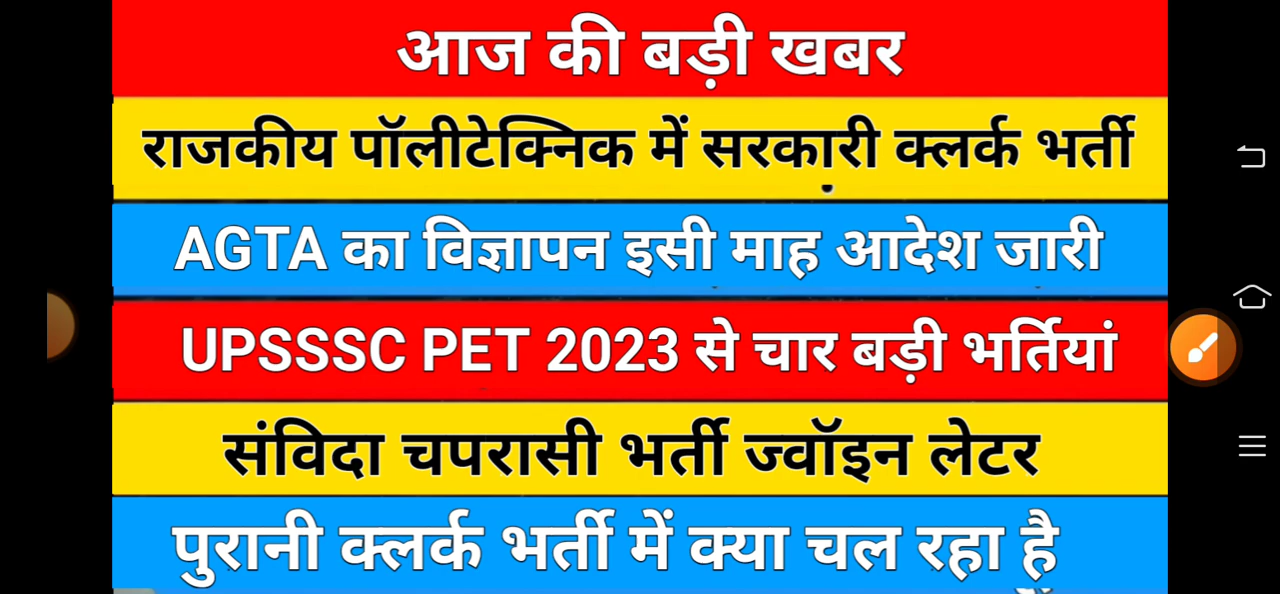 आज की बड़ी खबर
राजकीय पॉलीटेक्निक में सरकारी क्लर्क भर्ती
AGTA का विज्ञापन इसी माह आदेश जारी
UPSSSC PET 2023 से चार बड़ी भर्तियां
संविदा चपरासी भर्ती ज्वॉइन लेटर
पुरानी क्लर्क भर्ती में क्या चल रहा है